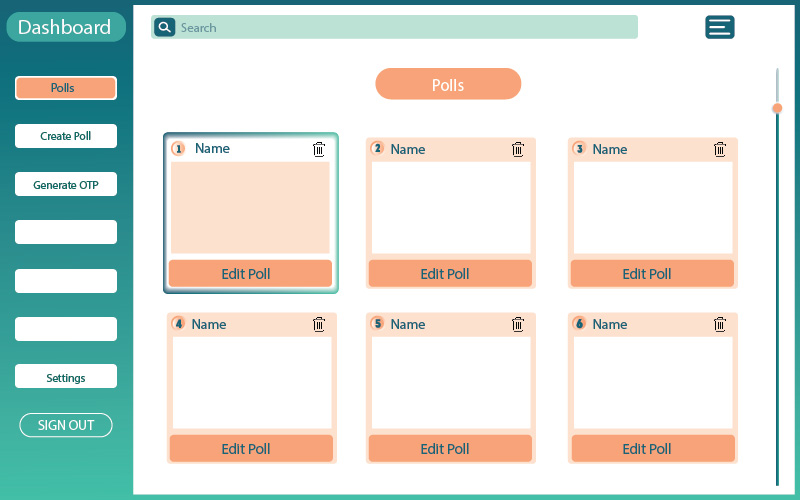 Dashboard
Search
Polls
Polls
Create Poll
Generate OTP
Settings
SIGN OUT
1 Name
2 Name
3 Name
Edit Poll
Edit Poll
Edit Poll
4 Name
5 Name
6 Name
Edit Poll
Edit Poll
Edit Poll